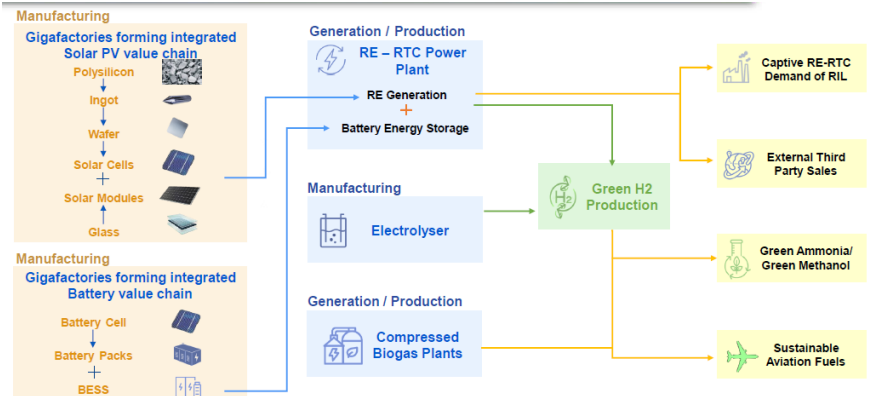 Manufacturing
Gigafactories forming integrated
Solar PV value chain
Polysilicon
Ingot
Wafer
Solar Cells
+
Solar Modules
Glass
Manufacturing
Gigafactories forming integrated
Battery value chain
Battery Cell
Battery Packs
+
BESS
Generation / Production
RE – RTC Power
Plant
RE Generation
+
Battery Energy Storage
Manufacturing
Electrolyser
Generation / Production
Compressed
Biogas Plants
H2
Green H2
Production
Captive RE-RTC
Demand of RIL
External Third
Party Sales
Green Ammonia/
Green Methanol
Sustainable
Aviation Fuels